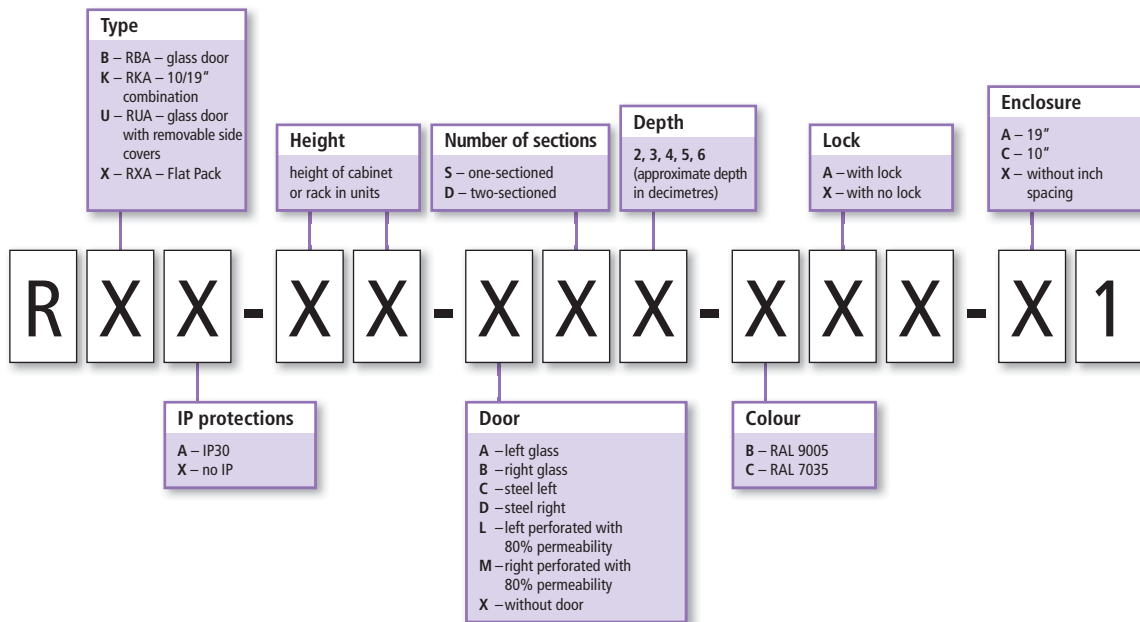 Type
B – RBA – glass door
K – RKA – 10/19"
combination
U – RUA – glass door
with removable side
covers
X – RXA – Flat Pack
Height
height of cabinet
or rack in units
Number of sections
S – one-sectioned
D – two-sectioned
Depth
2, 3, 4, 5, 6
(approximate depth
in decimetres)
Lock
A – with lock
X – with no lock
Enclosure
A – 19"
C – 10"
X – without inch
spacing
R X X - X X - X X X - X X X - X 1
IP protections
A – IP30
X – no IP
Door
A – left glass
B – right glass
C – steel left
D – steel right
L – left perforated with
80% permeability
M – right perforated with
80% permeability
X – without door
Colour
B – RAL 9005
C – RAL 7035